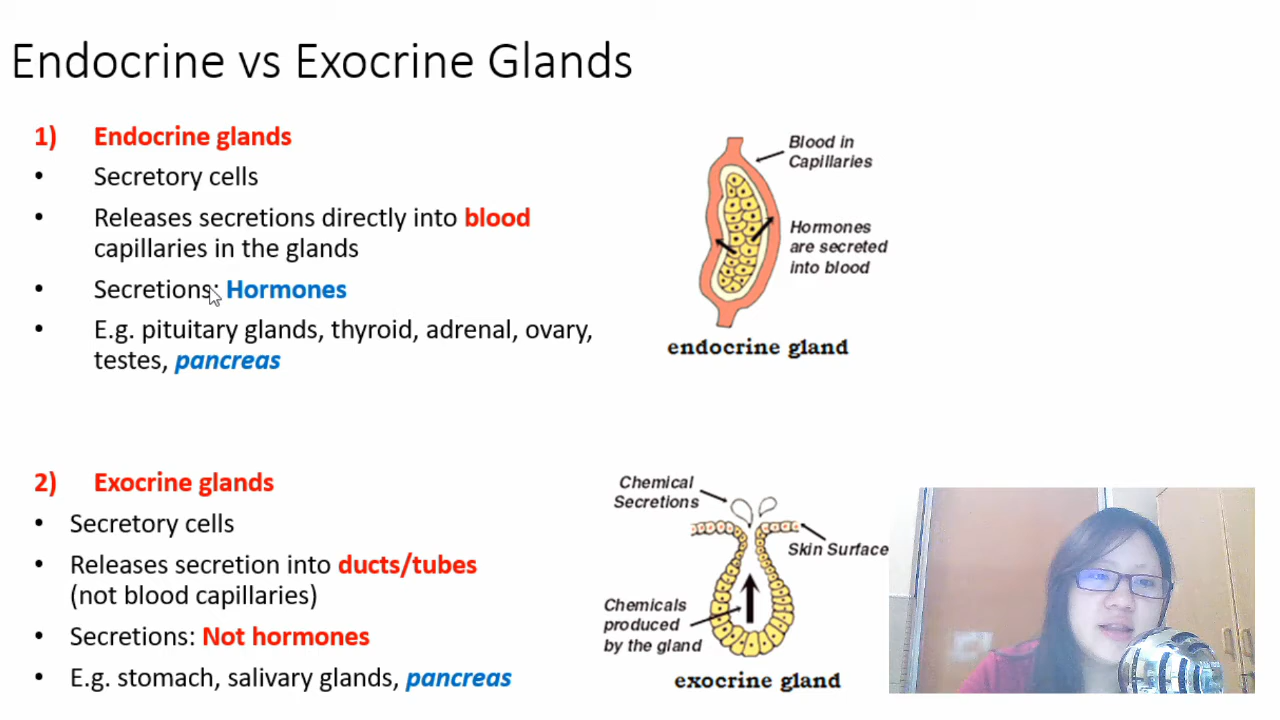 Endocrine vs Exocrine Glands
1) Endocrine glands
• Secretory cells
• Releases secretions directly into blood
capillaries in the glands
• Secretions: Hormones
• E.g. pituitary glands, thyroid, adrenal, ovary,
testes, pancreas
Blood in
Capillaries
Hormones
are secreted
into blood
endocrine gland
2) Exocrine glands
• Secretory cells
• Releases secretion into ducts/tubes
(not blood capillaries)
• Secretions: Not hormones
• E.g. stomach, salivary glands, pancreas
Chemical
Secretions
Skin Surface
Chemicals
produced
by the gland
exocrine gland